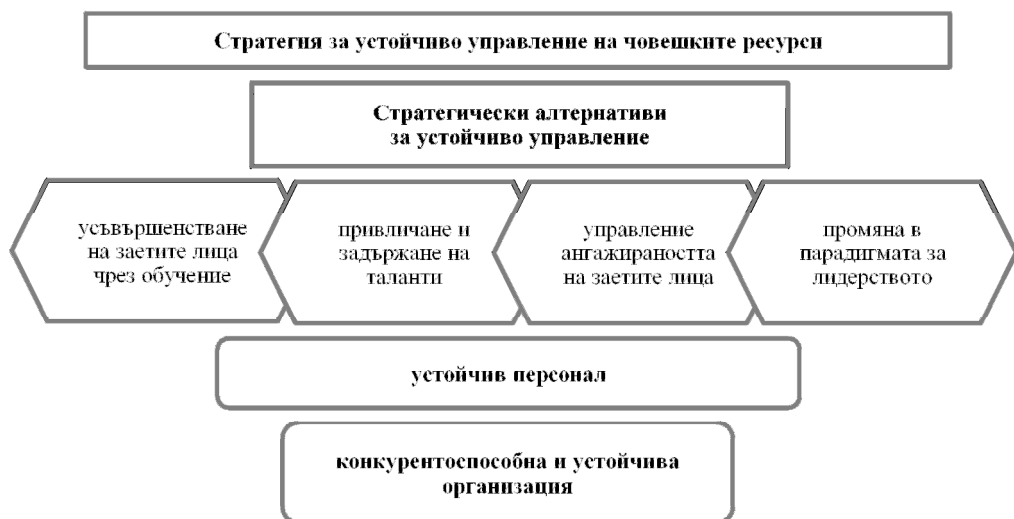 Стратегия за устойчиво управление на човешките ресурси
Стратегически алтернативи
за устойчиво управление
усъвършенстване
на заетите лица
чрез обучение
привличане и
задържане на
таланти
управление
ангажираността
на заетите лица
промяна в
парадигмата за
лидерството
устойчив персонал
конкурентоспособна и устойчива
организация